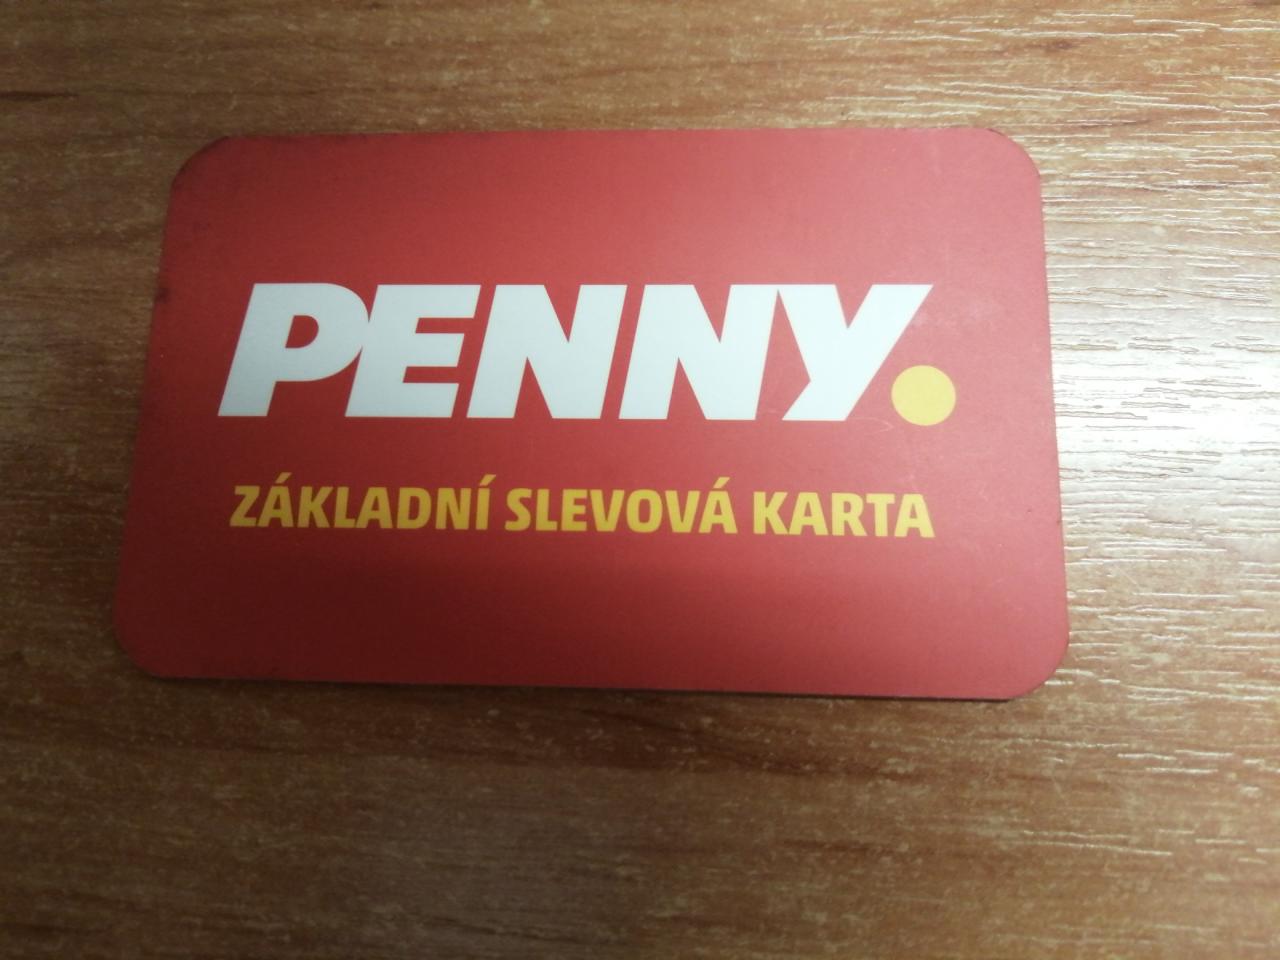 PENNY.
ZÁKLADNÍ SLEVOVÁ KARTA